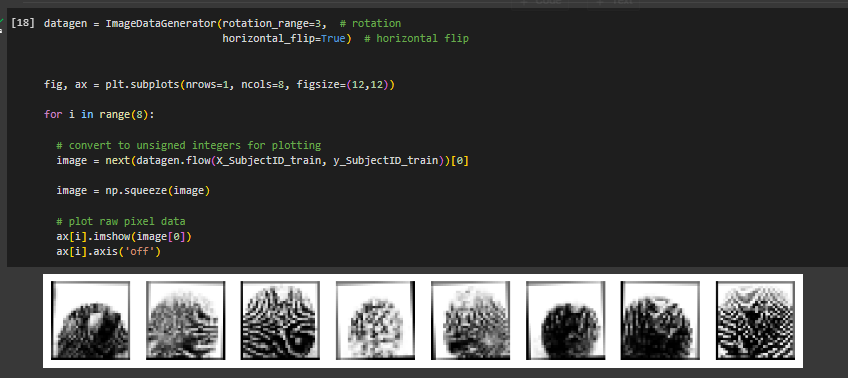 [18] datagen = ImageDataGenerator(rotation_range=3,  # rotation
horizontal_flip=True)  # horizontal flip
fig, ax = plt.subplots(nrows=1, ncols=8, figsize=(12,12))
for i in range(8):
# convert to unsigned integers for plotting
image = next(datagen.flow(X_SubjectID_train, y_SubjectID_train))[0]
image = np.squeeze(image)
# plot raw pixel data
ax[i].imshow(image[0])
ax[i].axis('off')